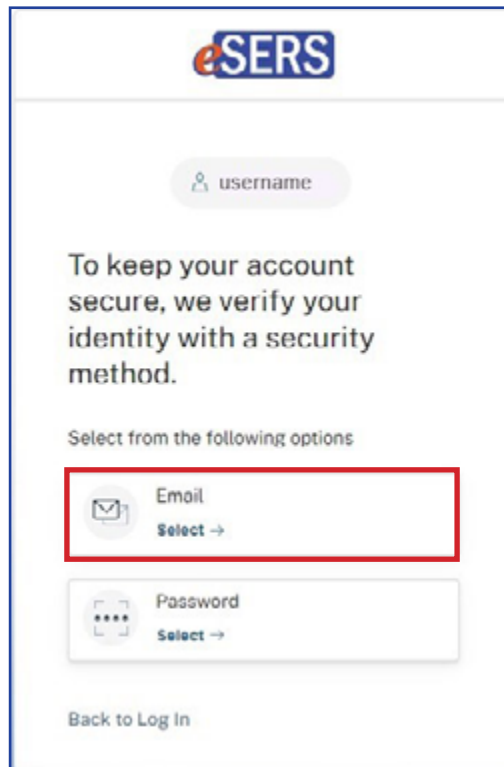 eSERS
username
To keep your account
secure, we verify your
identity with a security
method.
Select from the following options
Email
Select →
Password
Select →
Back to Log In